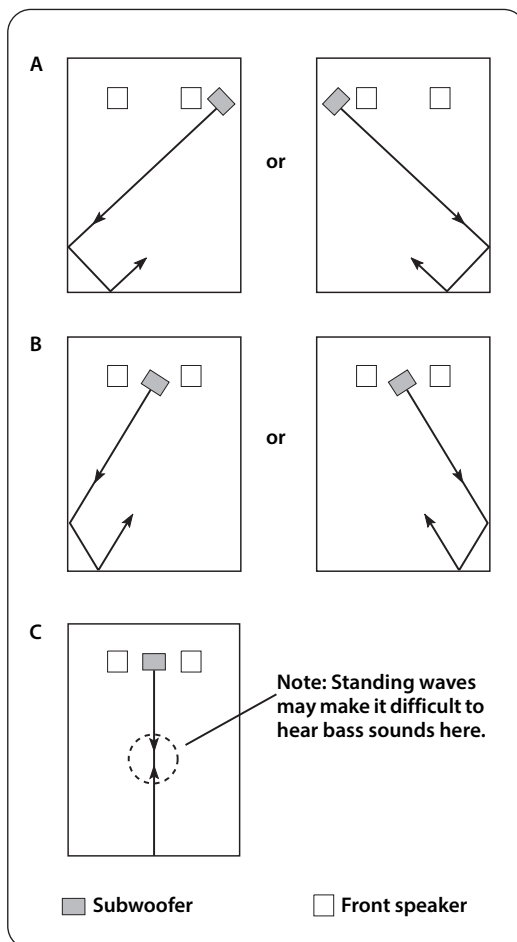 A
or
B
or
C
Note: Standing waves
may make it difficult to
hear bass sounds here.
Subwoofer
Front speaker